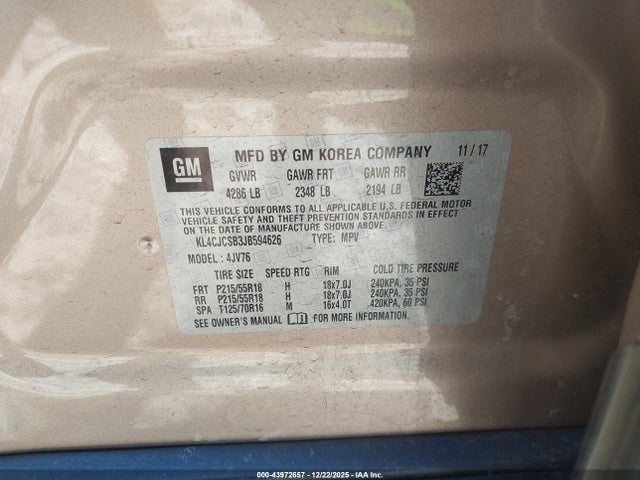 GM
MFD BY GM KOREA COMPANY 11/17
GVWR GAWR FRT GAWR RR
4286 LB 2348 LB 2194 LB
THIS VEHICLE CONFORMS TO ALL APPLICABLE U.S. FEDERAL MOTOR
VEHICLE SAFETY AND THEFT PREVENTION STANDARDS IN EFFECT
ON THE DATE OF MANUFACTURE SHOWN ABOVE.
KL4CJCSB3JB594626 TYPE: MPV
MODEL: 4JV76
TIRE SIZE SPEED RTG RIM COLD TIRE PRESSURE
FRT P215/55R18 H 18x7.0J 240KPA, 35 PSI
RR P215/55R18 H 18x7.0J 240KPA, 35 PSI
SPA T125/70R16 M 16x4.0T 420KPA, 60 PSI
SEE OWNER'S MANUAL FOR MORE INFORMATION
000-43972657 - 12/22/2025 - IAA Inc.